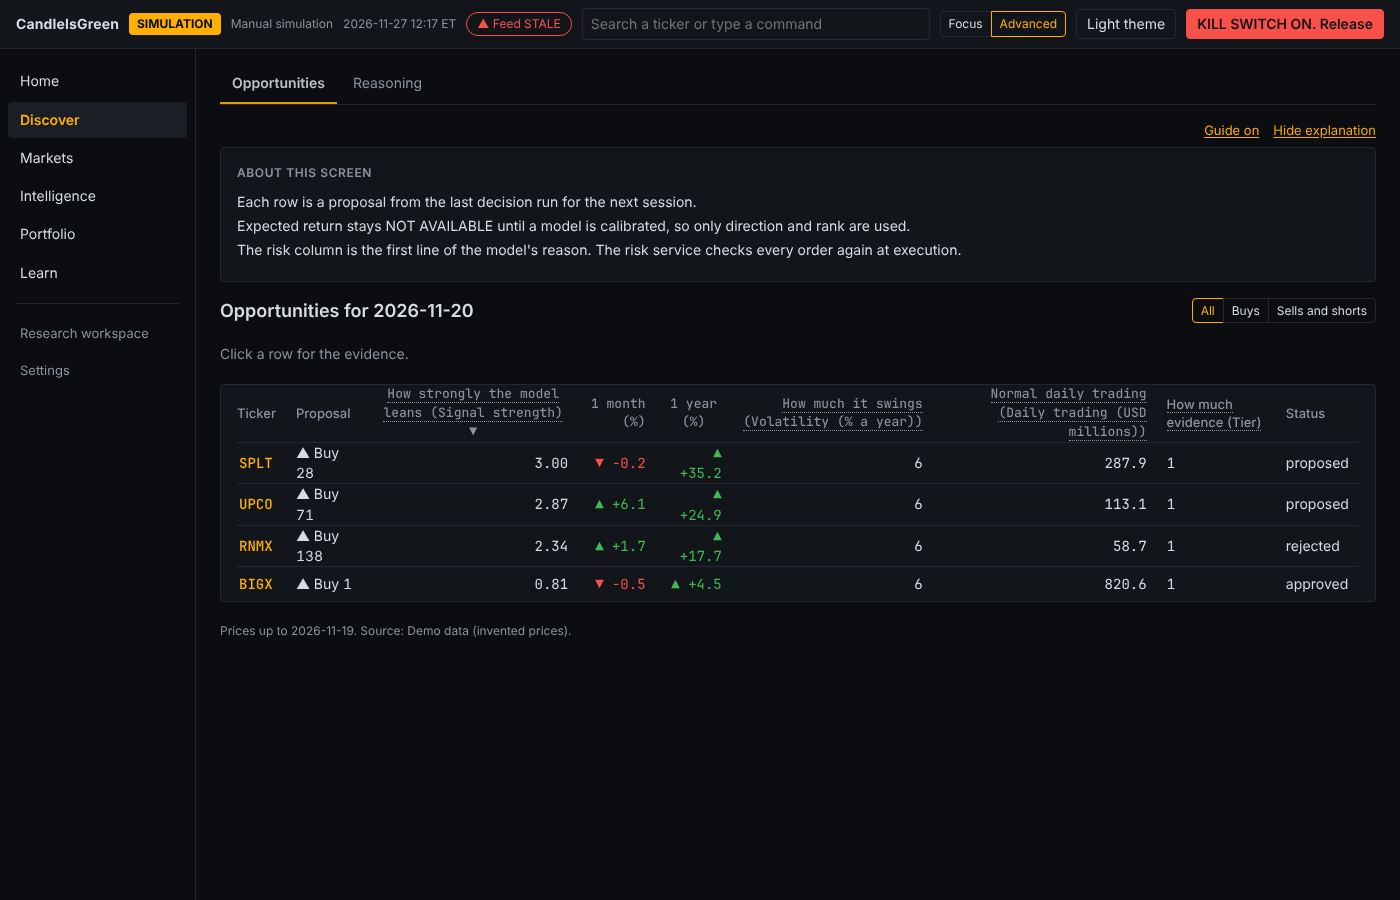 CandleIsGreen SIMULATION Manual simulation 2026-11-27 12:17 ET ▲ Feed STALE Search a ticker or type a command Focus Advanced Light theme KILL SWITCH ON. Release
Home
Discover
Markets
Intelligence
Portfolio
Learn
Research workspace
Settings
Opportunities Reasoning
Guide on Hide explanation
ABOUT THIS SCREEN
Each row is a proposal from the last decision run for the next session.
Expected return stays NOT AVAILABLE until a model is calibrated, so only direction and rank are used.
The risk column is the first line of the model's reason. The risk service checks every order again at execution.
Opportunities for 2026-11-20 All Buys Sells and shorts
Click a row for the evidence.
Ticker
Proposal
How strongly the model
leans (Signal strength)
▼
1 month
(%)
1 year
(%)
How much it swings
(Volatility (% a year))
Normal daily trading
(Daily trading (USD
millions))
How much
evidence (Tier)
Status
SPLT ▲ Buy 28 3.00 ▼ -0.2 ▲ +35.2 6 287.9 1 proposed
UPCO ▲ Buy 71 2.87 ▲ +6.1 ▲ +24.9 6 113.1 1 proposed
RNMX ▲ Buy 138 2.34 ▲ +1.7 ▲ +17.7 6 58.7 1 rejected
BIGX ▲ Buy 1 0.81 ▼ -0.5 ▲ +4.5 6 820.6 1 approved
Prices up to 2026-11-19. Source: Demo data (invented prices).